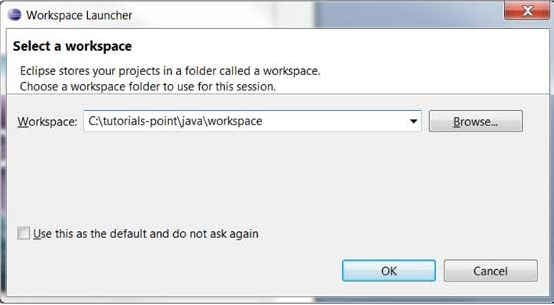 Workspace Launcher
Select a workspace
Eclipse stores your projects in a folder called a workspace.
Choose a workspace folder to use for this session.
Workspace: C:\tutorials-point\java\workspace Browse...
Use this as the default and do not ask again
OK Cancel